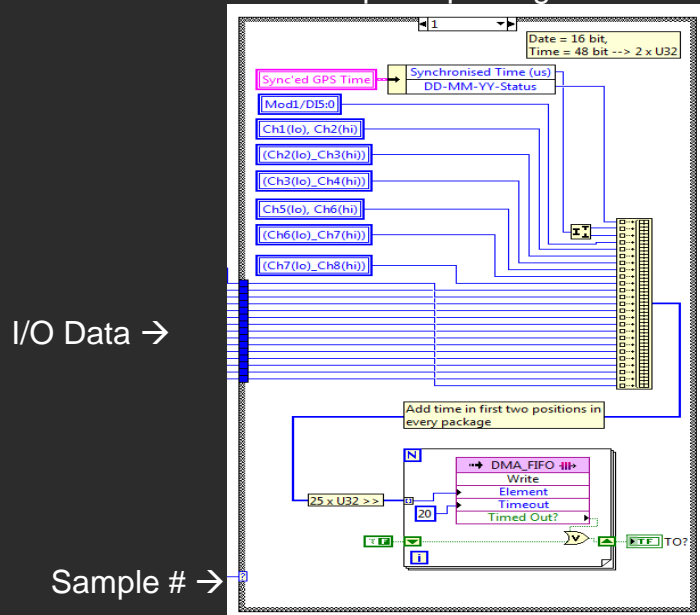 1
Date = 16 bit,
Time = 48 bit --> 2 x U32
Sync'ed GPS Time
Synchronised Time (us)
DD-MM-YY-Status
Mod1/DI5:0
Ch1(lo), Ch2(hi)
(Ch2(lo)_Ch3(hi))
(Ch3(lo)_Ch4(hi))
Ch5(lo), Ch6(hi)
(Ch6(lo)_Ch7(hi))
(Ch7(lo)_Ch8(hi))
I/O Data →
Add time in first two positions in
every package
N
DMA_FIFO
Write
25 x U32 >>
Element
20
Timeout
Timed Out?
F
V
TF
TO?
i
Sample # →
?